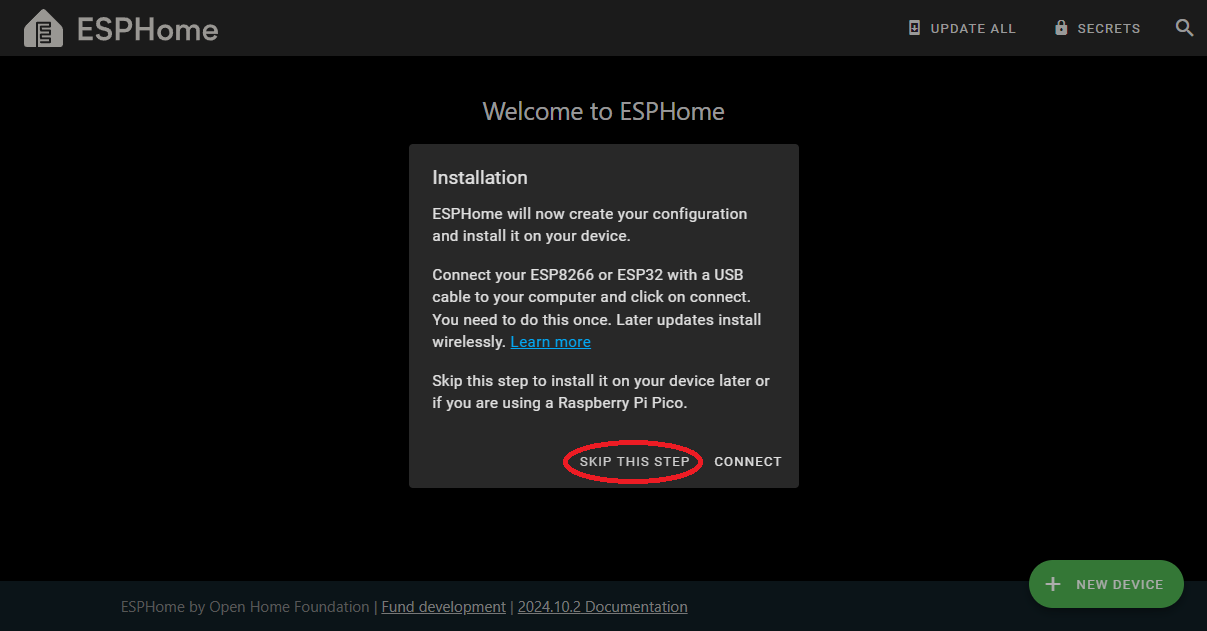 ESPHome
UPDATE ALL
SECRETS
Welcome to ESPHome
Installation
ESPHome will now create your configuration
and install it on your device.
Connect your ESP8266 or ESP32 with a USB
cable to your computer and click on connect.
You need to do this once. Later updates install
wirelessly. Learn more
Skip this step to install it on your device later or
if you are using a Raspberry Pi Pico.
SKIP THIS STEP
CONNECT
NEW DEVICE
ESPHome by Open Home Foundation | Fund development | 2024.10.2 Documentation